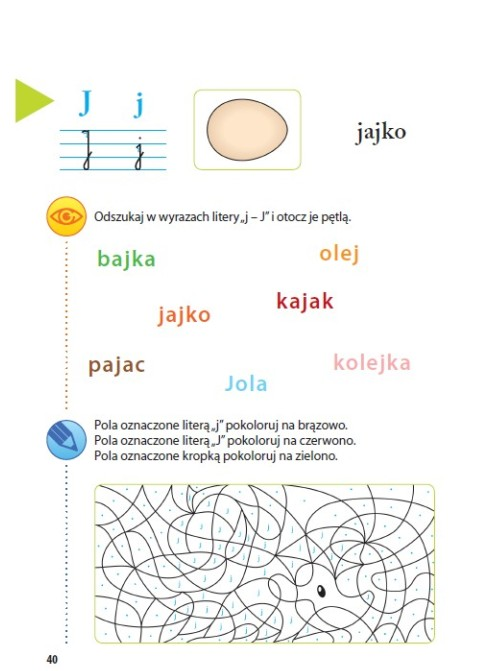 J j
J j
jajko
Odszukaj w wyrazach litery „j – J” i otocz je pętlą.
bajka
olej
jajko
kajak
pajac
kolejka
Jola
Pola oznaczone literą „j” pokoloruj na brązowo.
Pola oznaczone literą „J” pokoloruj na czerwono.
Pola oznaczone kropką pokoloruj na zielono.
40